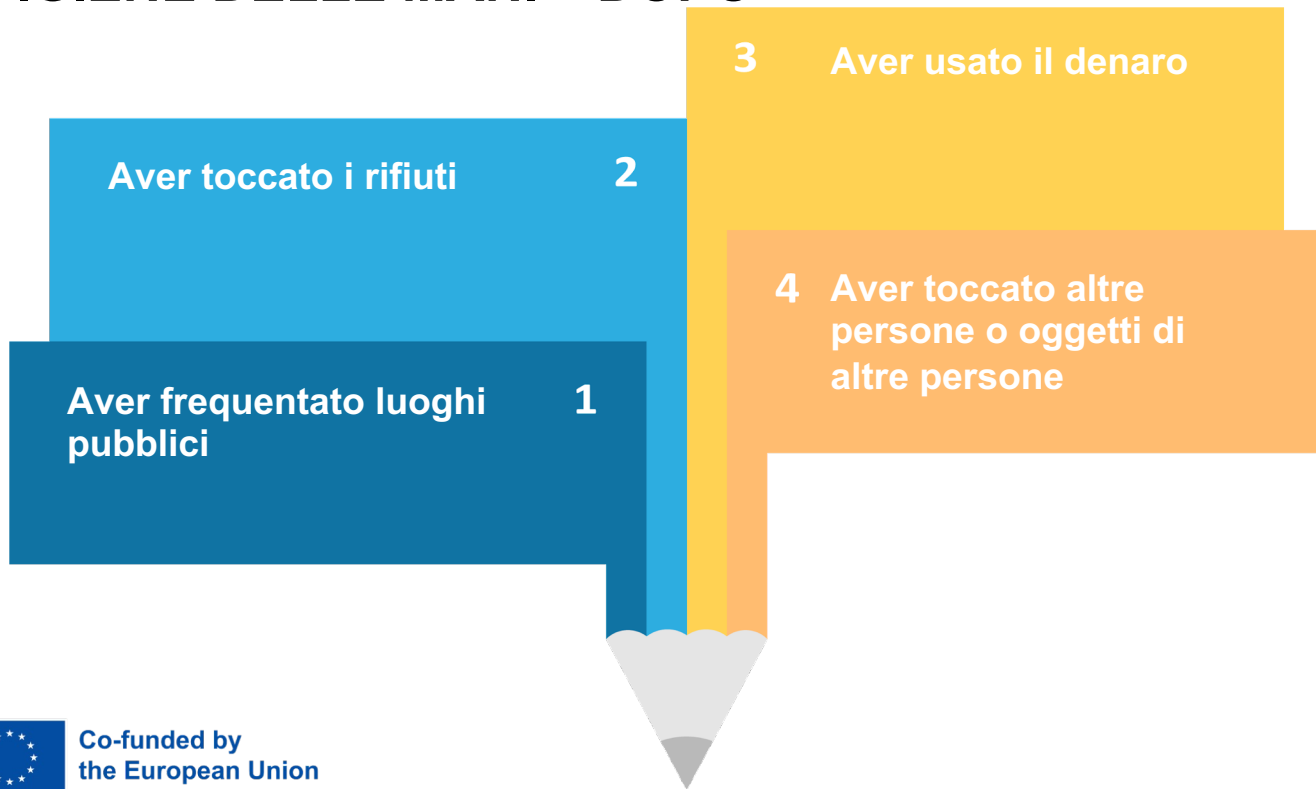 3 Aver usato il denaro
Aver toccato i rifiuti 2
4 Aver toccato altre
persone o oggetti di
altre persone
Aver frequentato luoghi 1
pubblici
Co-funded by
the European Union